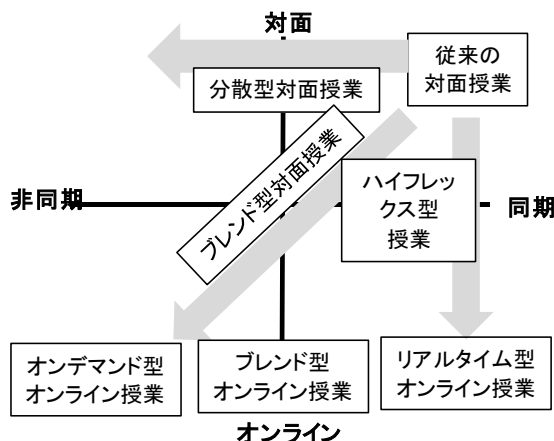 対面
従来の
対面授業
分散型対面授業
ブレンド型対面授業
ハイフレッ
クス型
授業
非同期
同期
オンデマンド型
オンライン授業
ブレンド型
オンライン授業
リアルタイム型
オンライン授業
オンライン